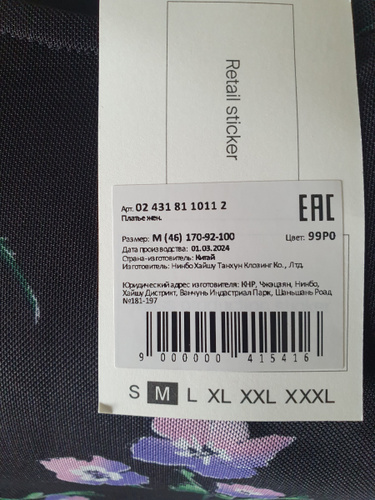 Retail sticker
Арт. 02 431 81 1011 2
Платье жен.
EAC
Размер: M (46) 170-92-100
Цвет: 99P0
Дата производства: 01.03.2024
Страна-изготовитель: Китай
Изготовитель: Нинбо Хайшу Танхун Клозинг Ко., Лтд.
Юридический адрес изготовителя: КНР, Чжэцзян, Нинбо,
Хайшу Дистрикт, Ванчунь Индастриал Парк, Шаньшань Роад
№181-197
9 000000 415416
S M L XL XXL XXXL